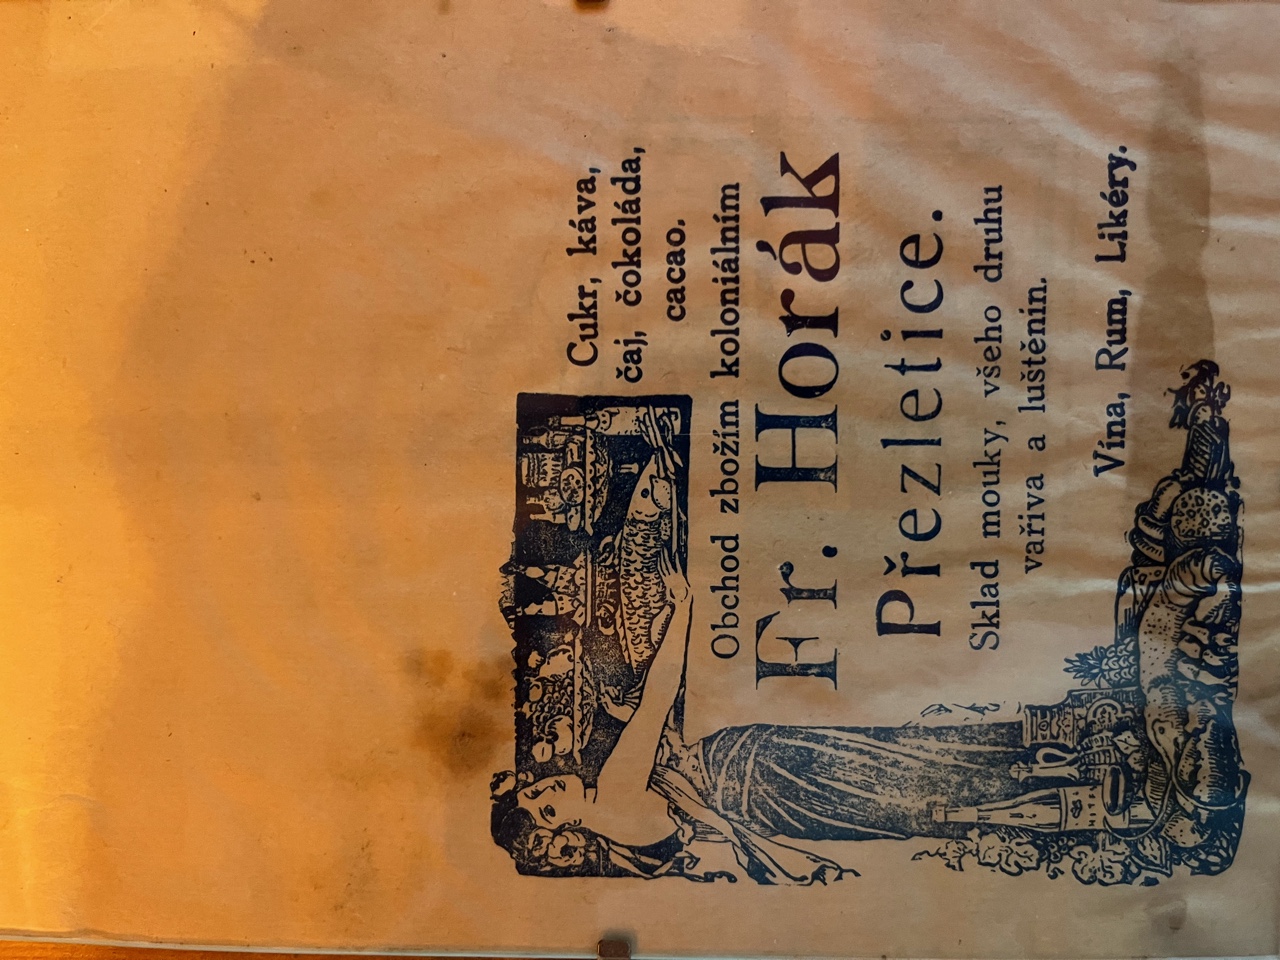 Cukr, káva,
čaj, čokoláda,
cacao.
Obchod zbožím koloniálním
Fr. Horák
Přezletice.
Sklad mouky, všeho druhu
vařiva a luštěnin.
Vína, Rum, Likéry.